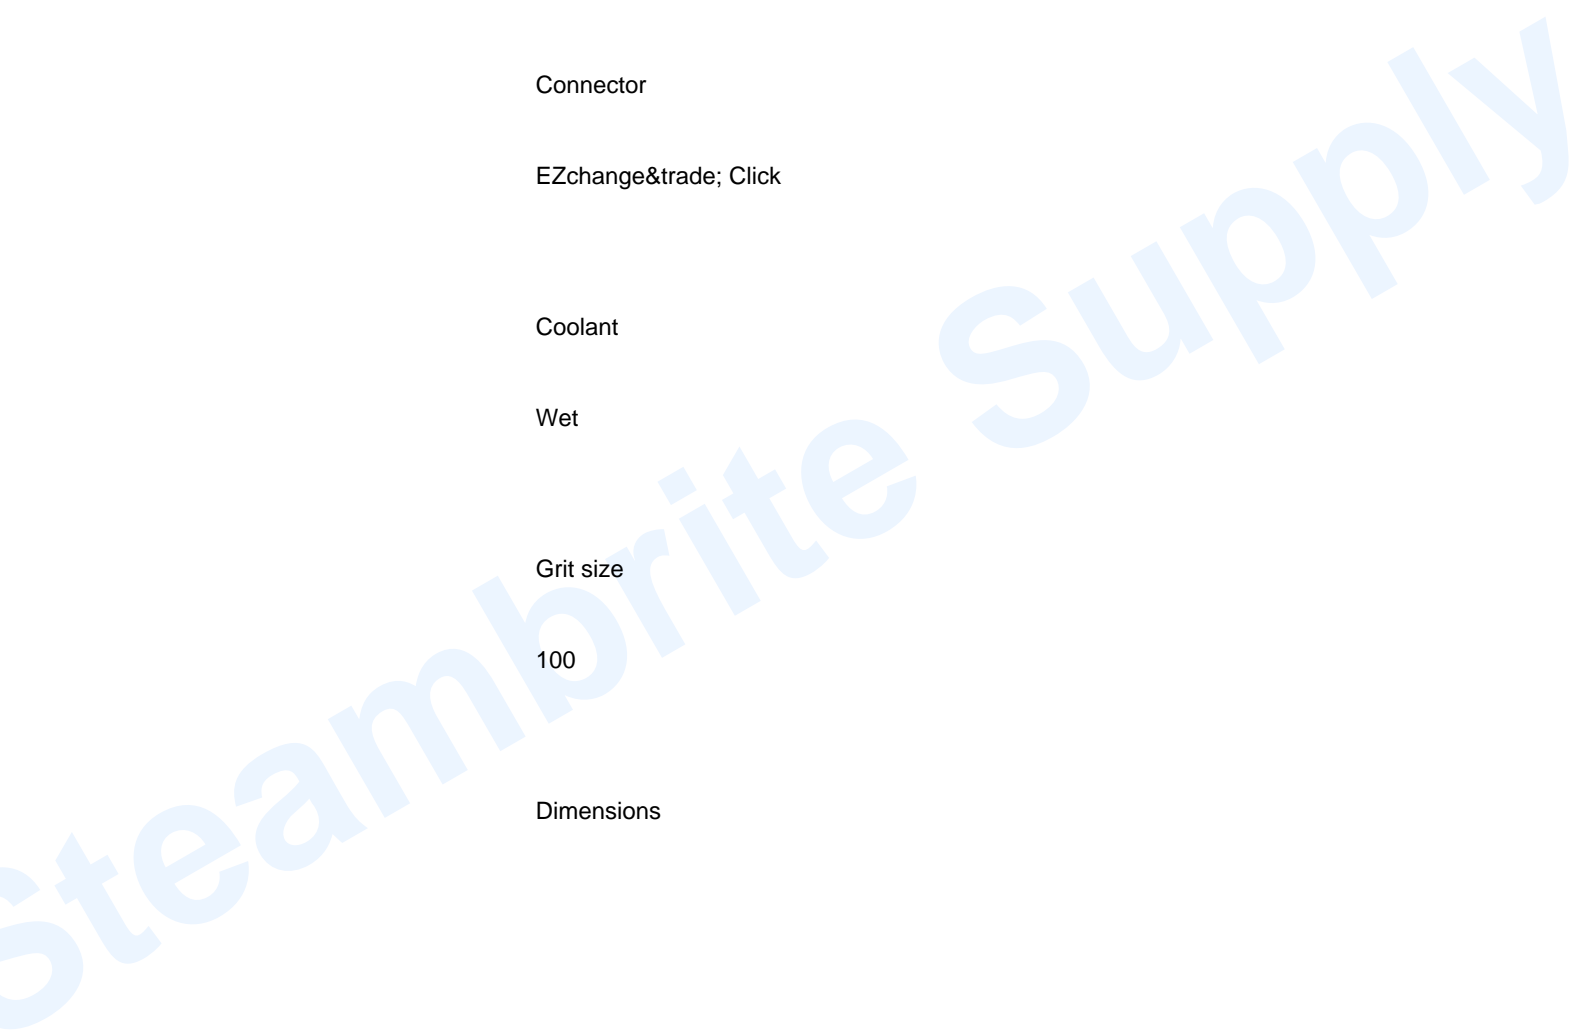 Connector
EZchange&trade; Click
Coolant
Wet
Grit size
100
Dimensions
Steambrite Supply